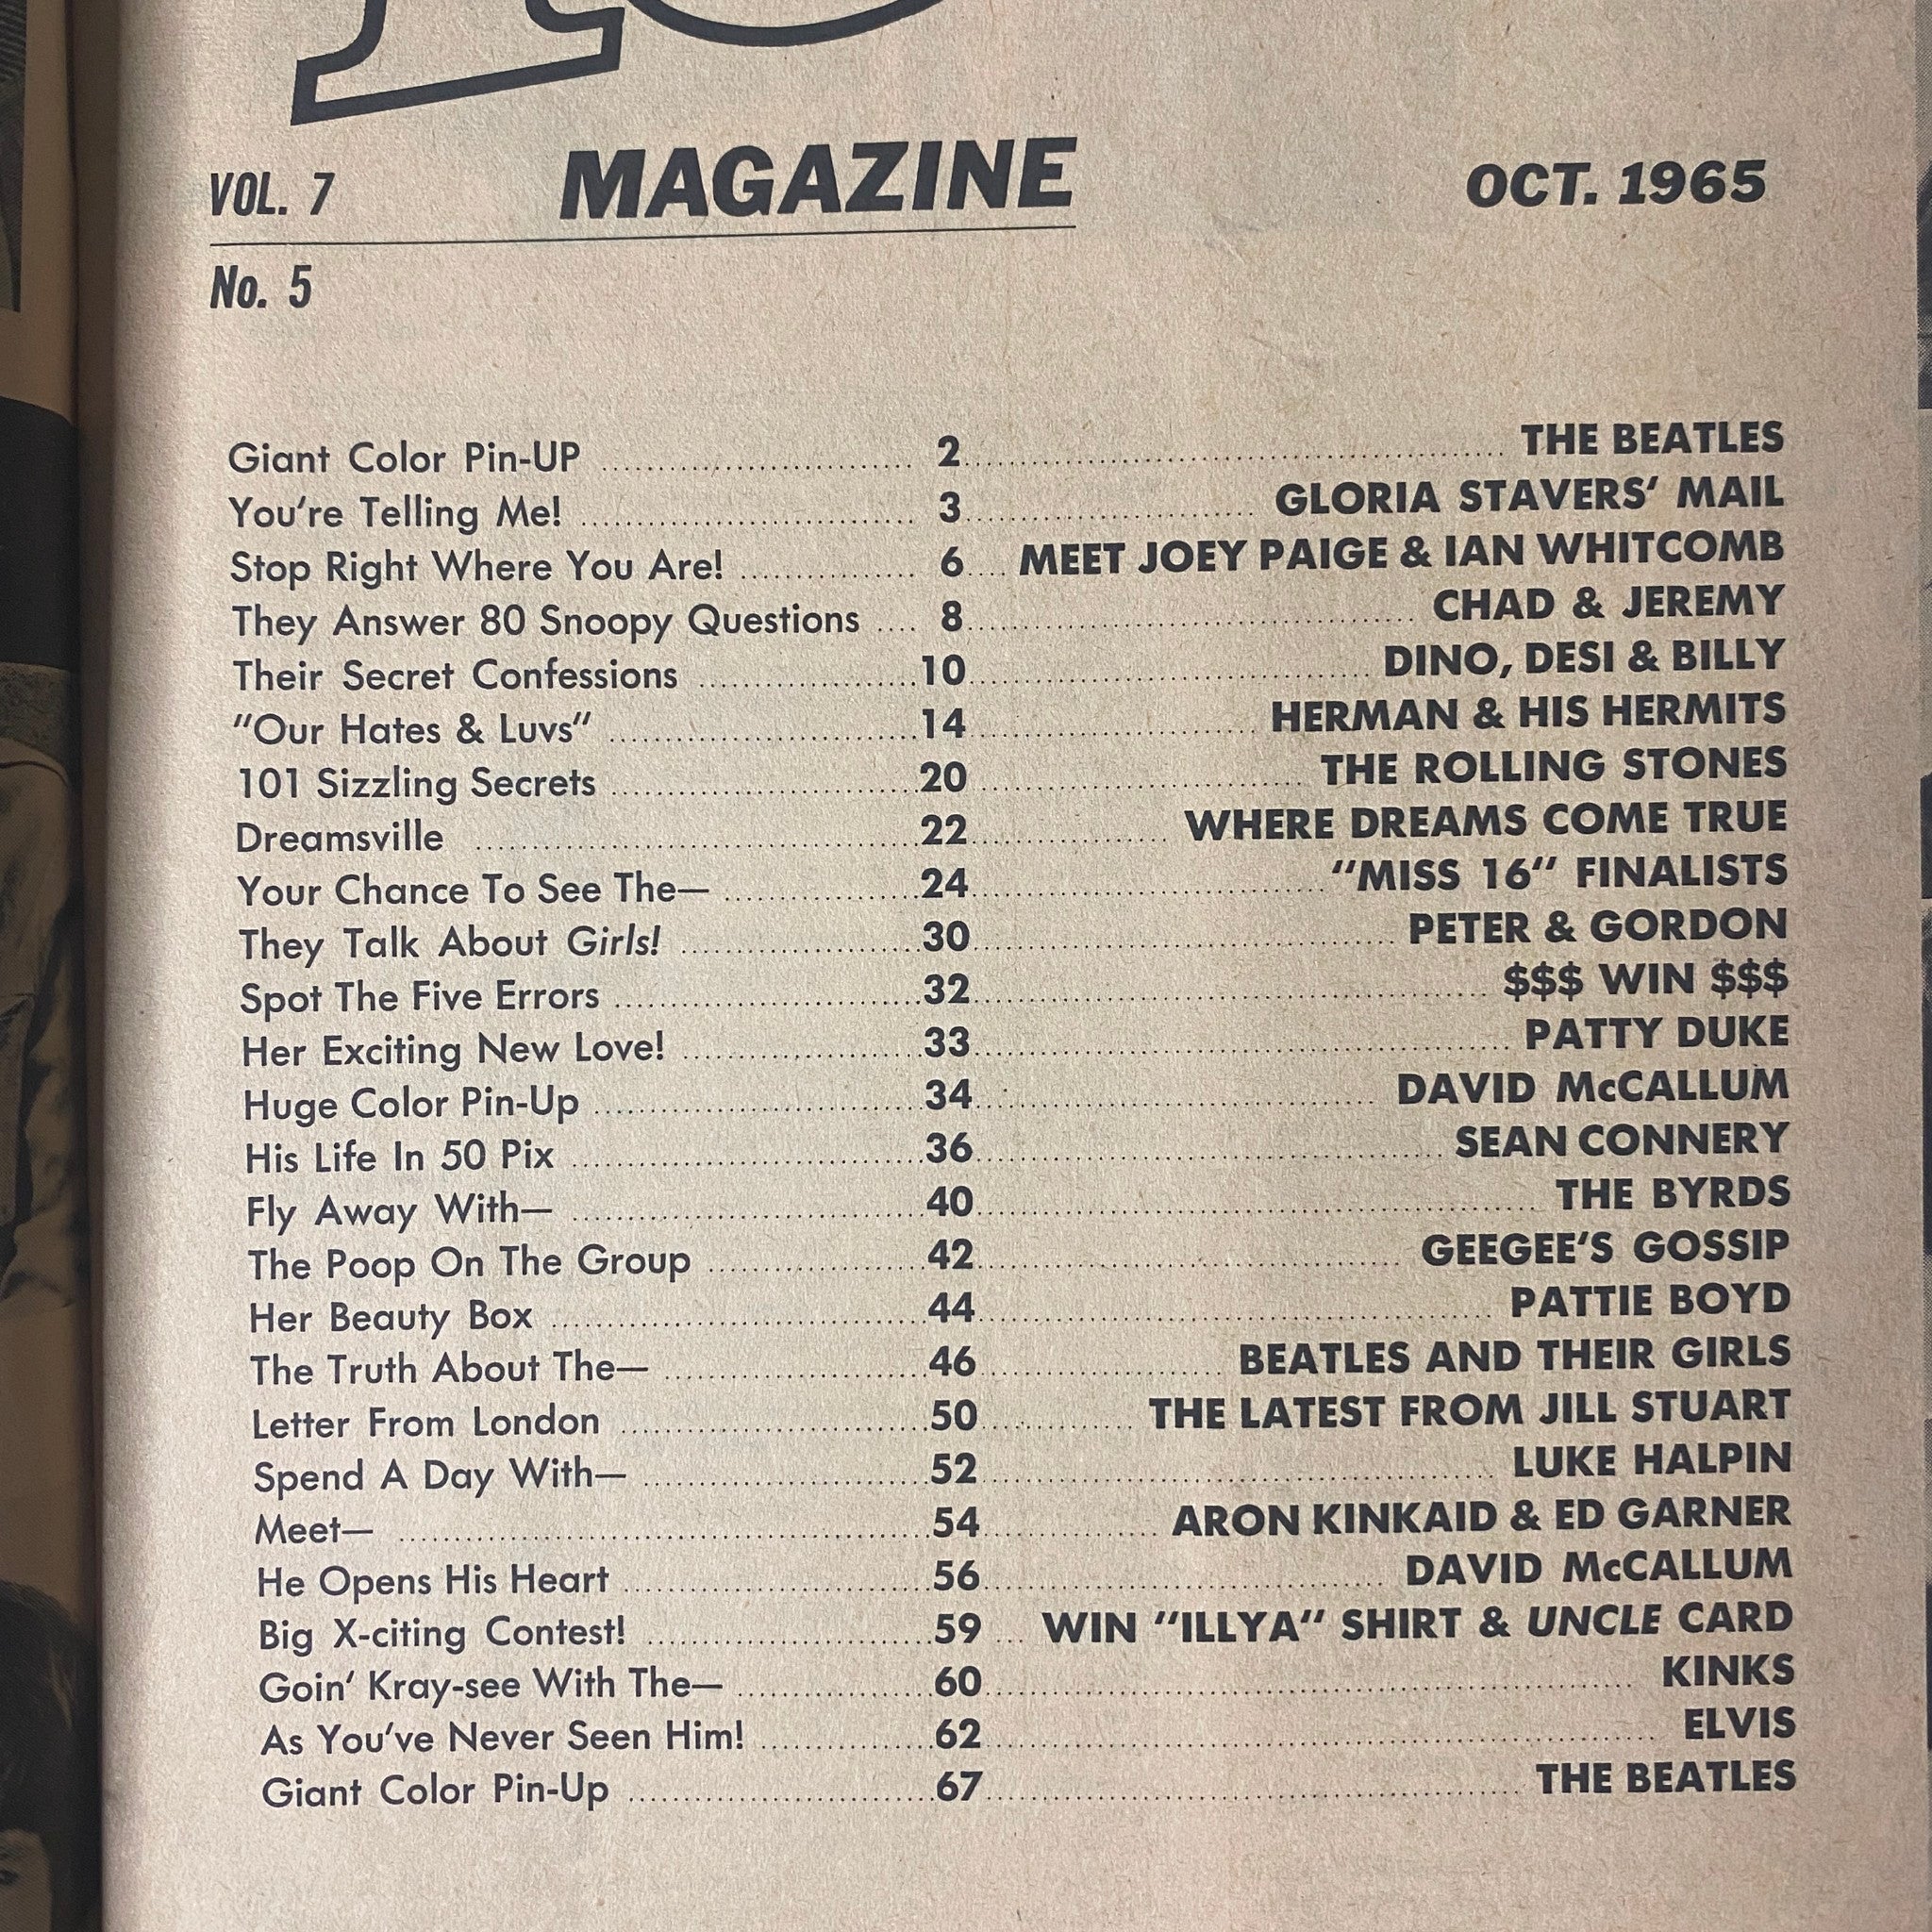 VOL. 7 MAGAZINE OCT. 1965
No. 5
Giant Color Pin-UP 2 THE BEATLES
You're Telling Me! 3 GLORIA STAVERS' MAIL
Stop Right Where You Are! 6 MEET JOEY PAIGE & IAN WHITCOMB
They Answer 80 Snoopy Questions 8 CHAD & JEREMY
Their Secret Confessions 10 DINO, DESI & BILLY
"Our Hates & Luvs" 14 HERMAN & HIS HERMITS
101 Sizzling Secrets 20 THE ROLLING STONES
Dreamsville 22 WHERE DREAMS COME TRUE
Your Chance To See The— 24 "MISS 16" FINALISTS
They Talk About Girls! 30 PETER & GORDON
Spot The Five Errors 32 $$$ WIN $$$
Her Exciting New Love! 33 PATTY DUKE
Huge Color Pin-Up 34 DAVID McCALLUM
His Life In 50 Pix 36 SEAN CONNERY
Fly Away With— 40 THE BYRDS
The Poop On The Group 42 GEEGEE'S GOSSIP
Her Beauty Box 44 PATTIE BOYD
The Truth About The— 46 BEATLES AND THEIR GIRLS
Letter From London 50 THE LATEST FROM JILL STUART
Spend A Day With— 52 LUKE HALPIN
Meet— 54 ARON KINKAID & ED GARNER
He Opens His Heart 56 DAVID McCALLUM
Big X-citing Contest! 59 WIN "ILLYA" SHIRT & UNCLE CARD
Goin' Kray-see With The— 60 KINKS
As You've Never Seen Him! 62 ELVIS
Giant Color Pin-Up 67 THE BEATLES